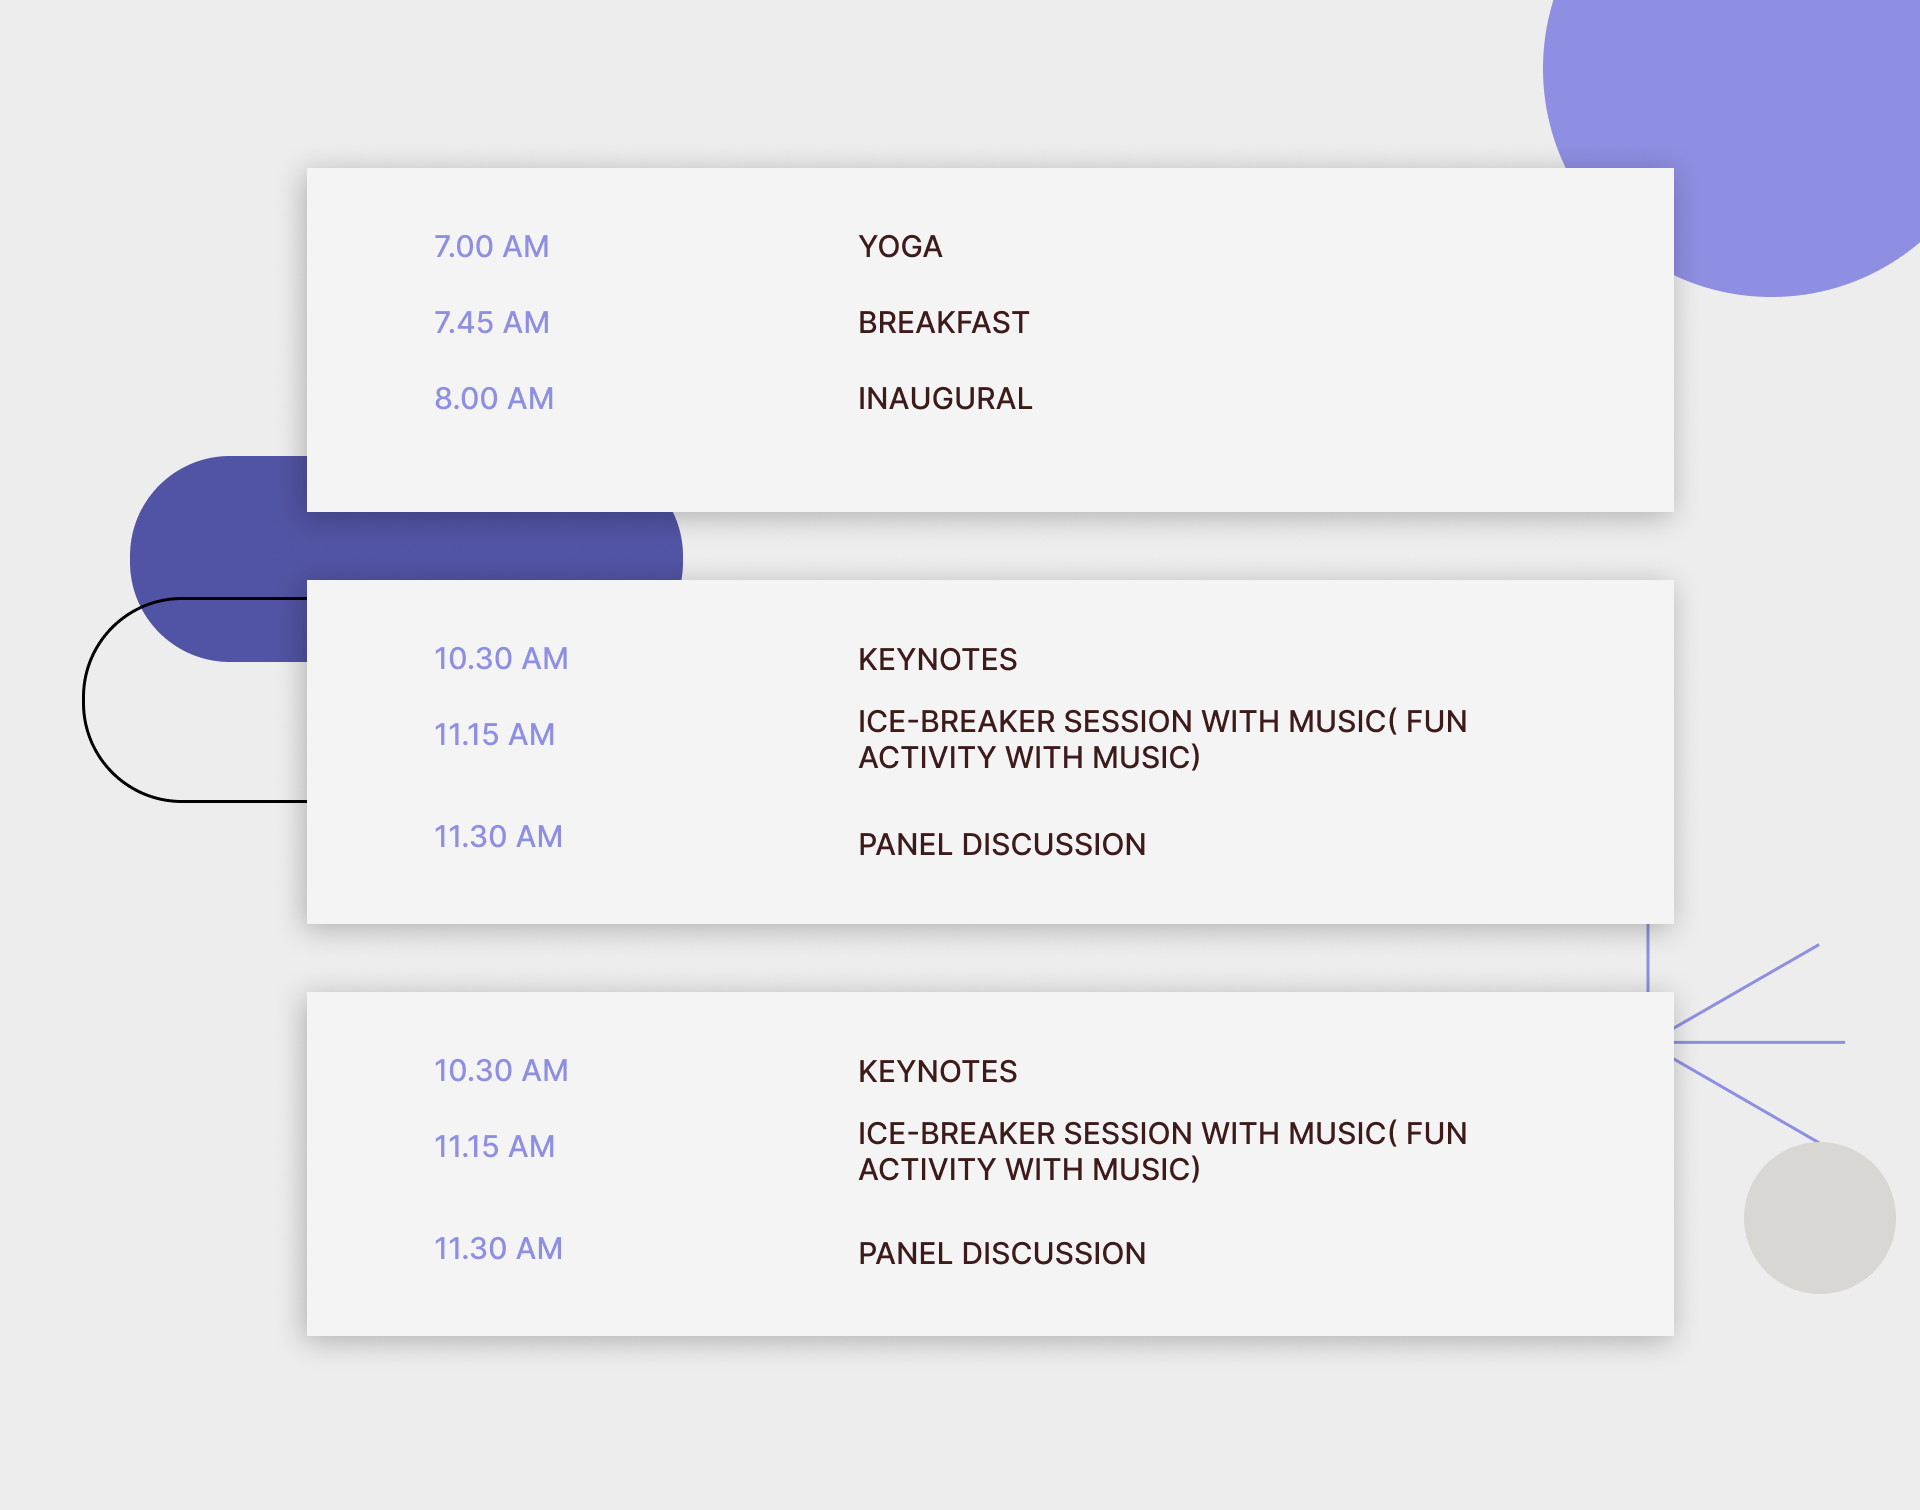 7.00 AM YOGA
7.45 AM BREAKFAST
8.00 AM INAUGURAL
10.30 AM KEYNOTES
11.15 AM ICE-BREAKER SESSION WITH MUSIC( FUN
ACTIVITY WITH MUSIC)
11.30 AM PANEL DISCUSSION
10.30 AM KEYNOTES
11.15 AM ICE-BREAKER SESSION WITH MUSIC( FUN
ACTIVITY WITH MUSIC)
11.30 AM PANEL DISCUSSION